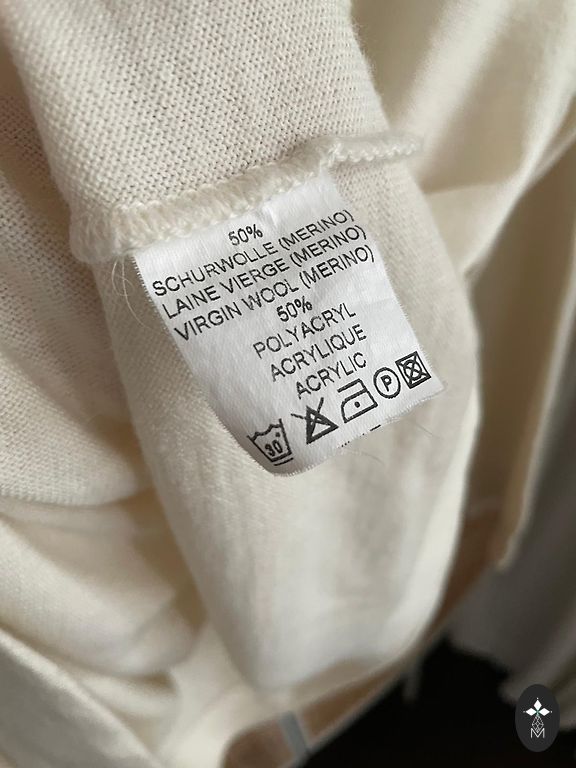 50%
SCHURWOLLE (MERINO)
LAINE VIERGE (MERINO)
VIRGIN WOOL (MERINO)
50%
POLYACRYL
ACRYLIQUE
ACRYLIC
30° P
M